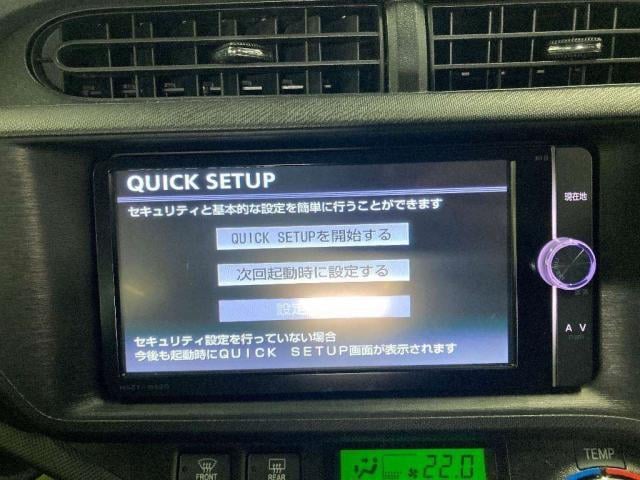 QUICK SETUP
セキュリティと基本的な設定を簡単に行うことができます
現在地
QUICK SETUPを開始する
次回起動時に設定する
設定
A V
セキュリティ設定を行っていない場合
今後も起動時にQUICK SETUP画面が表示されます
FRONT
REAR
22.0
TEMP